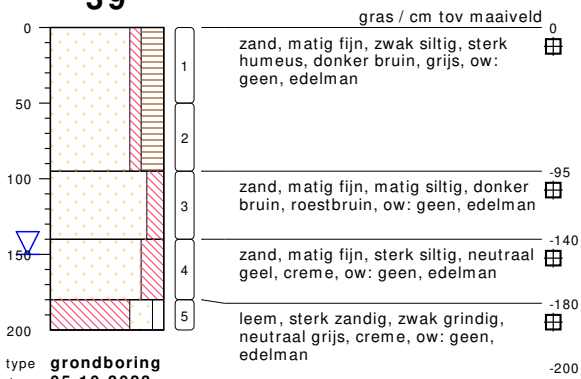 39
gras / cm tov maaiveld
0
0
zand, matig fijn, zwak siltig, sterk
humeus, donker bruin, grijs, ow:
geen, edelman
1
50
2
100
-95
zand, matig fijn, matig siltig, donker
bruin, roestbruin, ow: geen, edelman
3
-140
150
zand, matig fijn, sterk siltig, neutraal
geel, creme, ow: geen, edelman
4
-180
5
leem, sterk zandig, zwak grindig,
neutraal grijs, creme, ow: geen,
edelman
200
-200
type grondboring